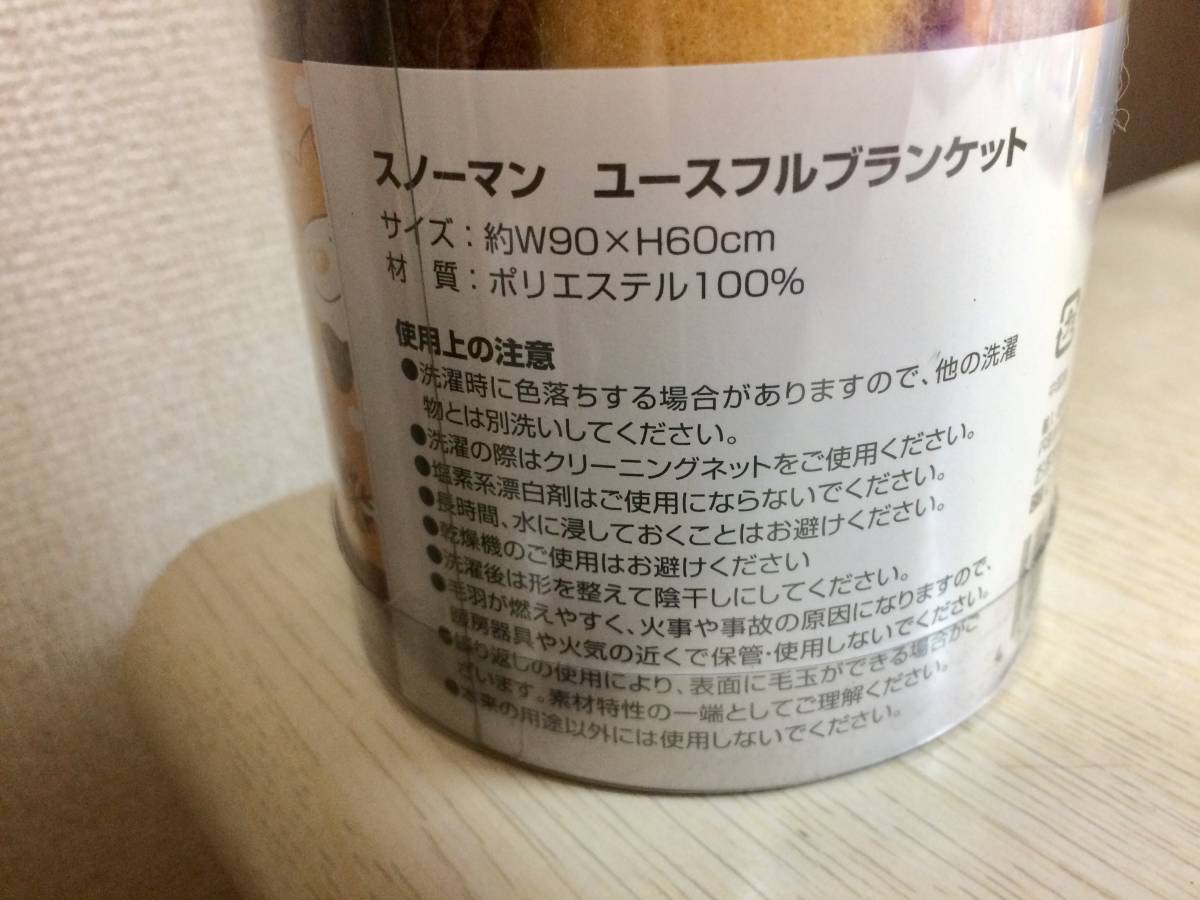 スノーマン　ユースフルブランケット
サイズ：約W90×H60cm
材　質：ポリエステル100%
使用上の注意
●洗濯時に色落ちする場合がありますので、他の洗濯
物とは別洗いしてください。
●洗濯の際はクリーニングネットをご使用ください。
●塩素系漂白剤はご使用にならないでください。
●長時間、水に浸しておくことはお避けください。
●乾燥機のご使用はお避けください
●洗濯後は形を整えて陰干しにしてください。
●毛羽が燃えやすく、火事や事故の原因になりますので、
暖房器具や火気の近くで保管・使用しないでください。
●繰り返しの使用により、表面に毛玉ができる場合がご
ざいます。素材特性の一端としてご理解ください。
●本来の用途以外には使用しないでください。